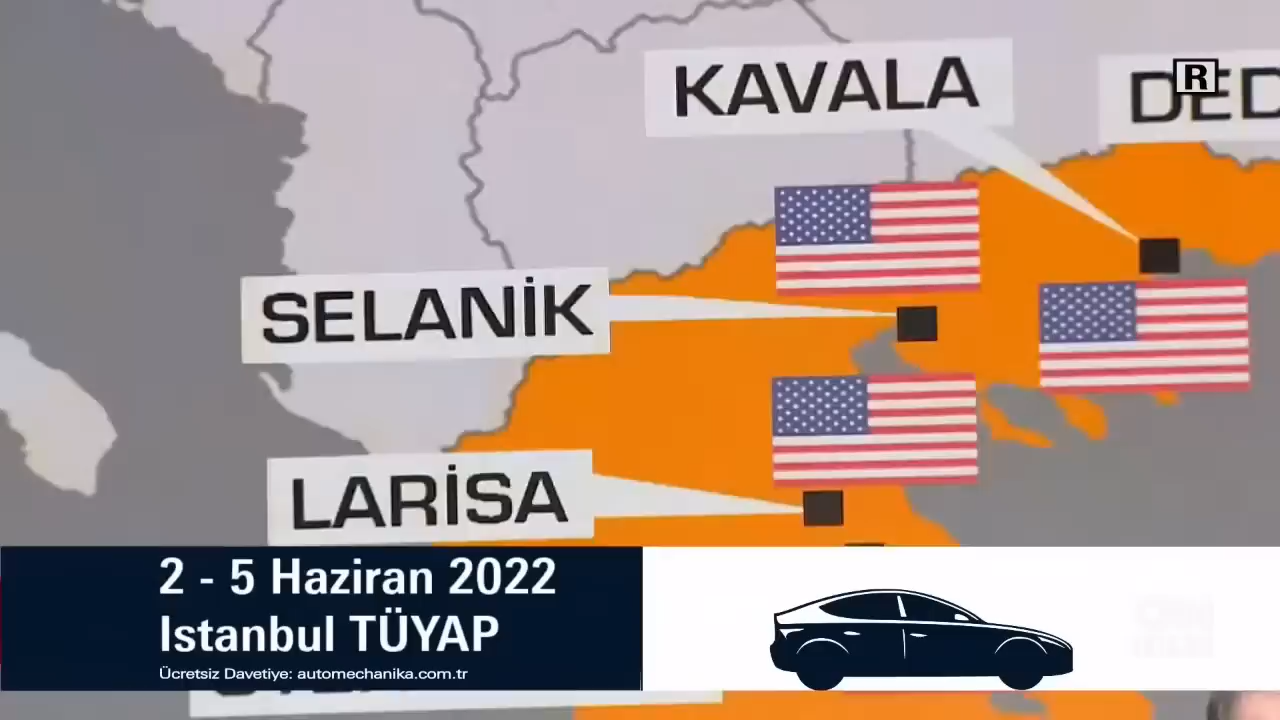 KAVALA
R
SELANİK
LARİSA
2 - 5 Haziran 2022
Istanbul TÜYAP
Ücretsiz Davetiye: automechanika.com.tr